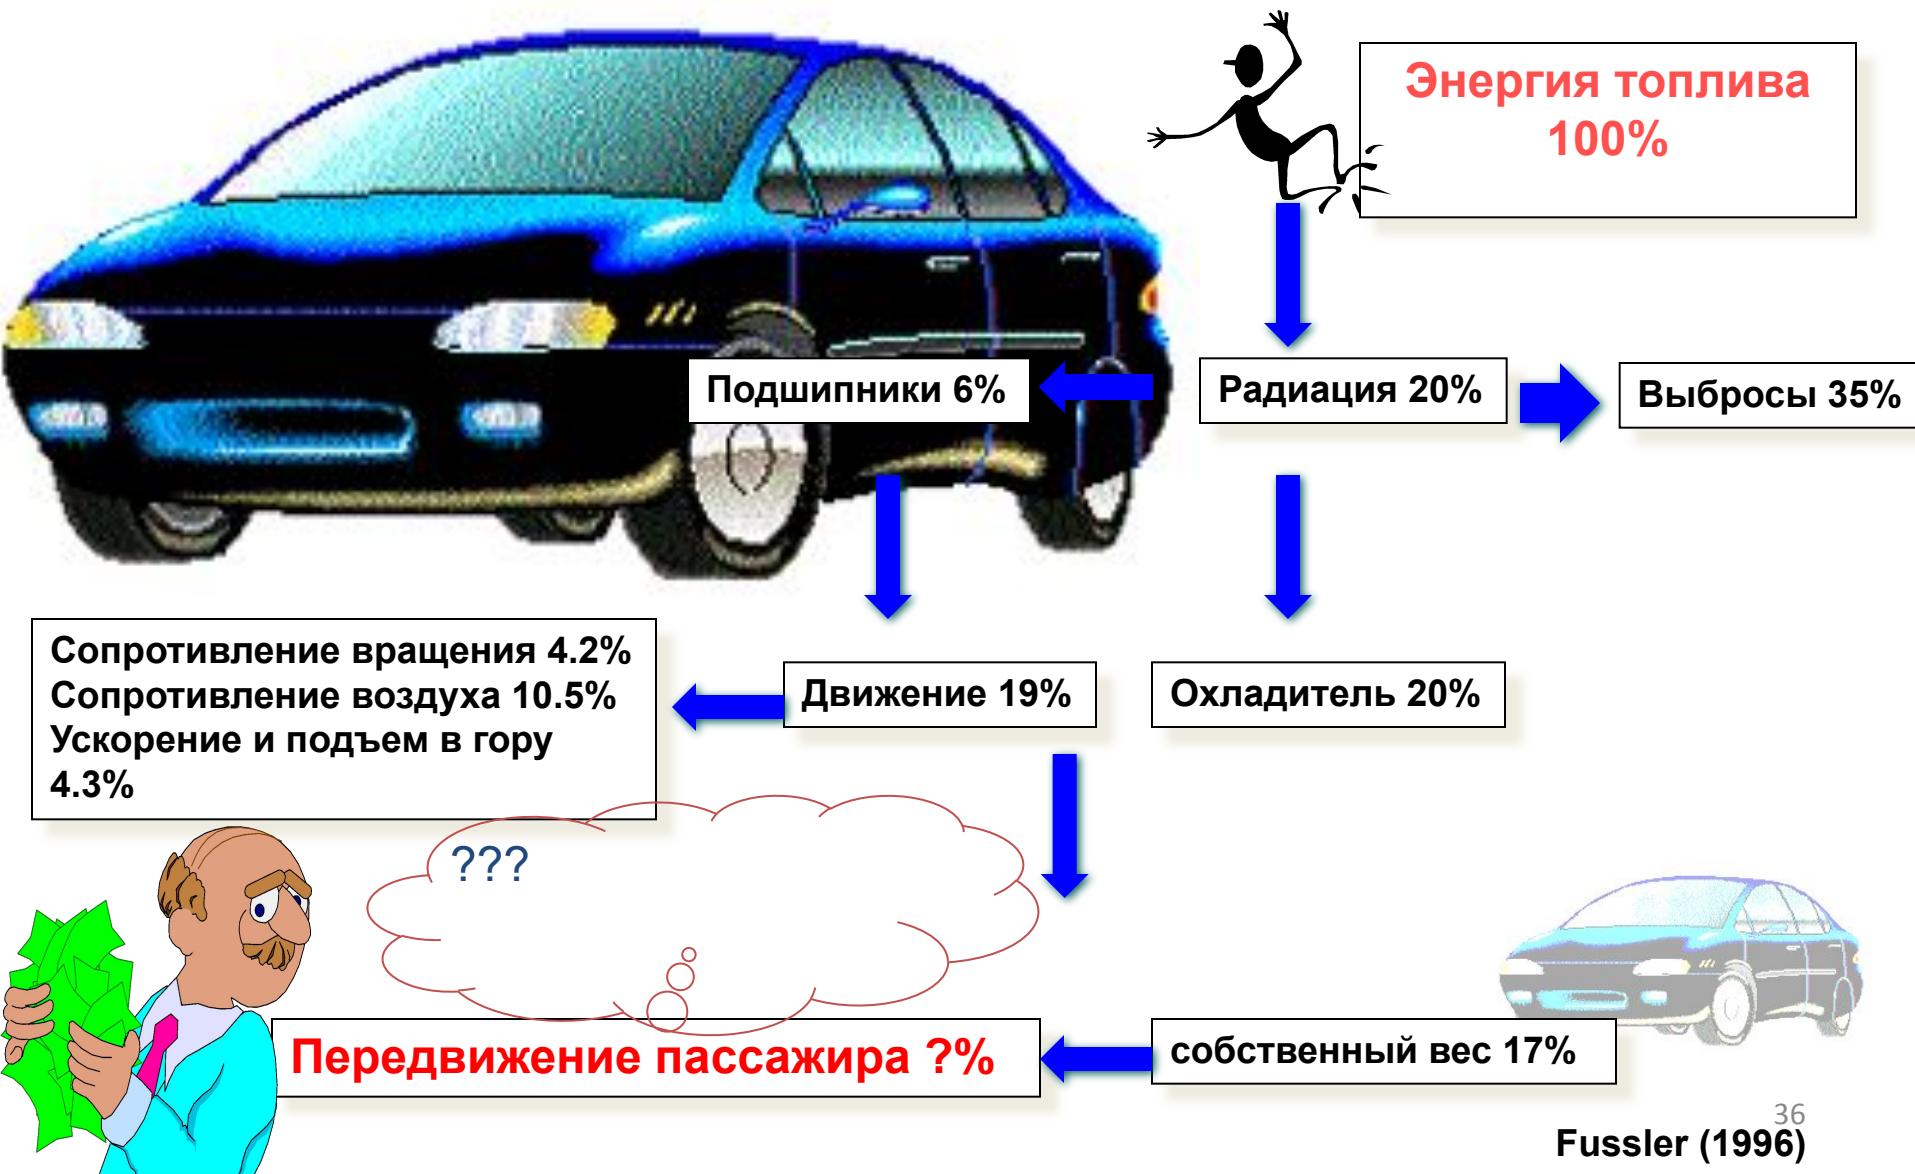 Энергия топлива
100%
Подшипники 6%
Радиация 20%
Выбросы 35%
Сопротивление вращения 4.2%
Сопротивление воздуха 10.5%
Ускорение и подъем в гору
4.3%
Движение 19%
Охладитель 20%
???
Передвижение пассажира ?%
собственный вес 17%
36
Fussler (1996)